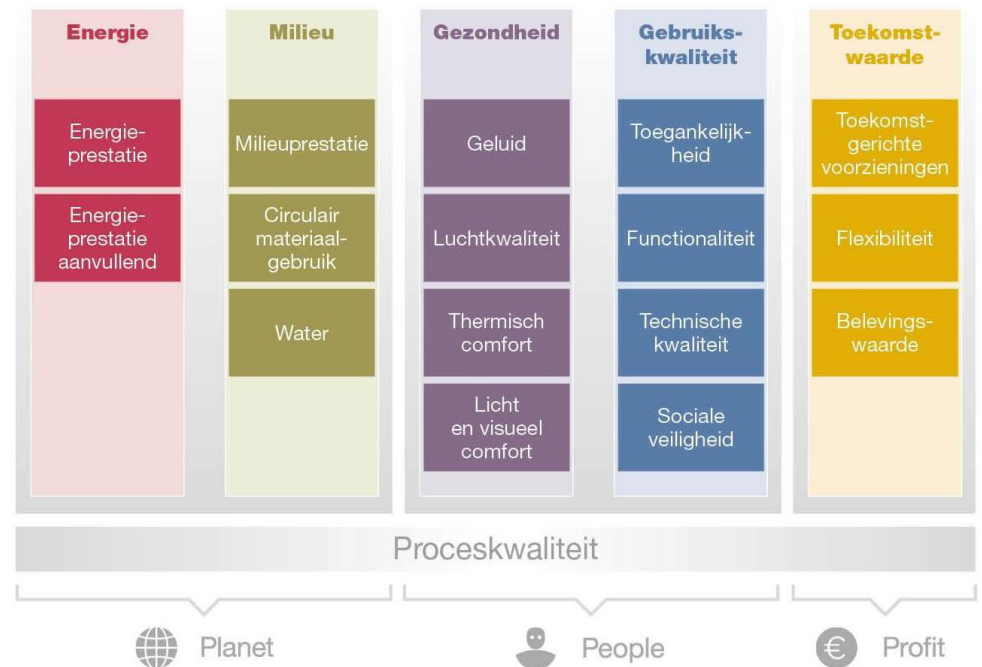 Energie
Energie-
prestatie
Energie-
prestatie
aanvullend
Milieu
Milieuprestatie
Circulair
materiaal-
gebruik
Water
Gezondheid
Geluid
Luchtkwaliteit
Thermisch
comfort
Licht
en visueel
comfort
Gebruiks-
kwaliteit
Toegankelijk-
heid
Functionaliteit
Technische
kwaliteit
Sociale
veiligheid
Toekomst-
waarde
Toekomst-
gerichte
voorzieningen
Flexibiliteit
Belevings-
waarde
Proceskwaliteit
Planet
People
€ Profit